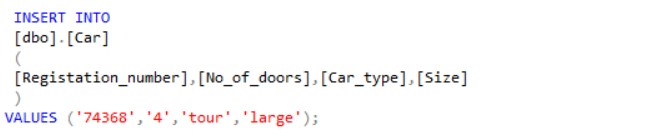 INSERT INTO
[dbo].[Car]
(
[Registation_number],[No_of_doors],[Car_type],[Size]
)
VALUES ('74368','4','tour','large');